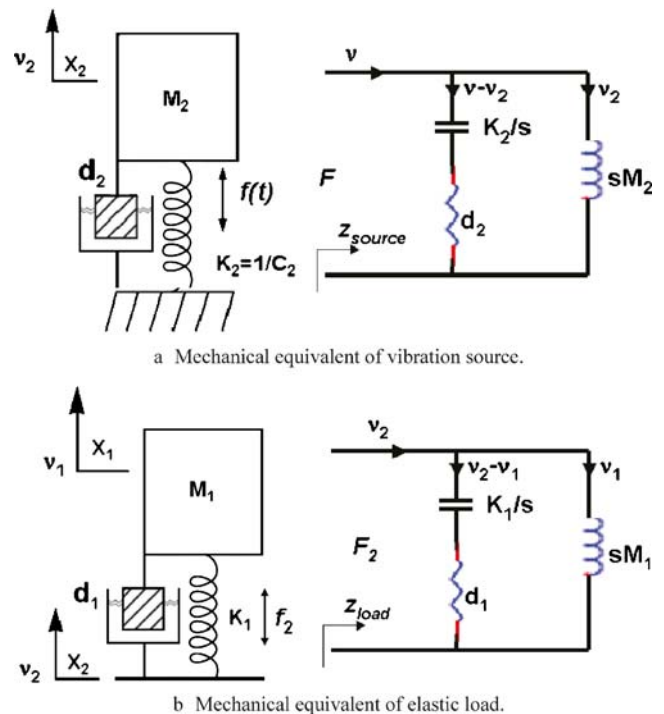 ν₂
X₂
M₂
d₂
f(t)
K₂=1/C₂
ν
ν-ν₂
ν₂
K₂/s
F
sM₂
d₂
z_source
a Mechanical equivalent of vibration source.
ν₁
X₁
M₁
d₁
K₁
f₂
ν₂
X₂
ν₂
ν₂-ν₁
ν₁
K₁/s
F₂
sM₁
d₁
z_load
b Mechanical equivalent of elastic load.